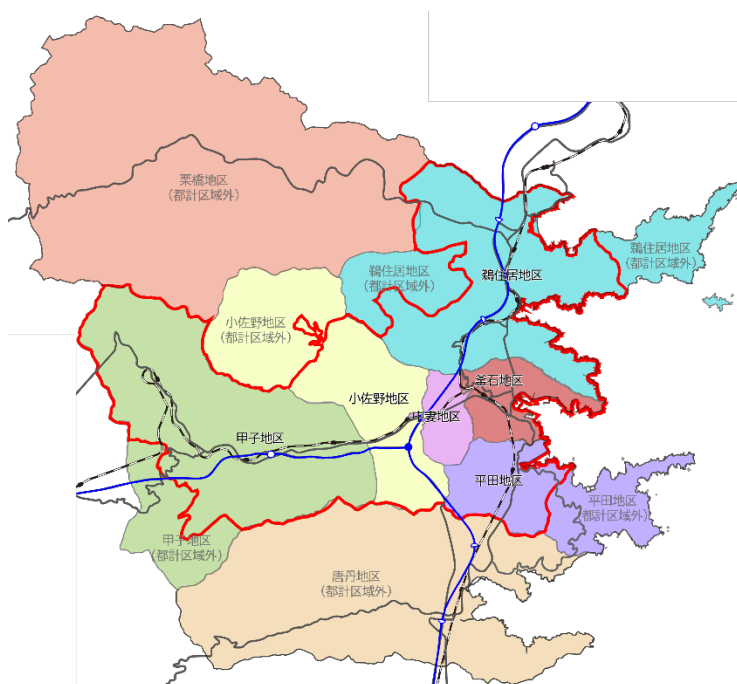 栗橋地区
(都計区域外)
鵜住居地区
(都計区域外)
鵜住居地区
(都計区域外)
鵜住居地区
小佐野地区
(都計区域外)
小佐野地区
釜石地区
中妻地区
甲子地区
平田地区
平田地区
(都計区域外)
甲子地区
(都計区域外)
唐丹地区
(都計区域外)